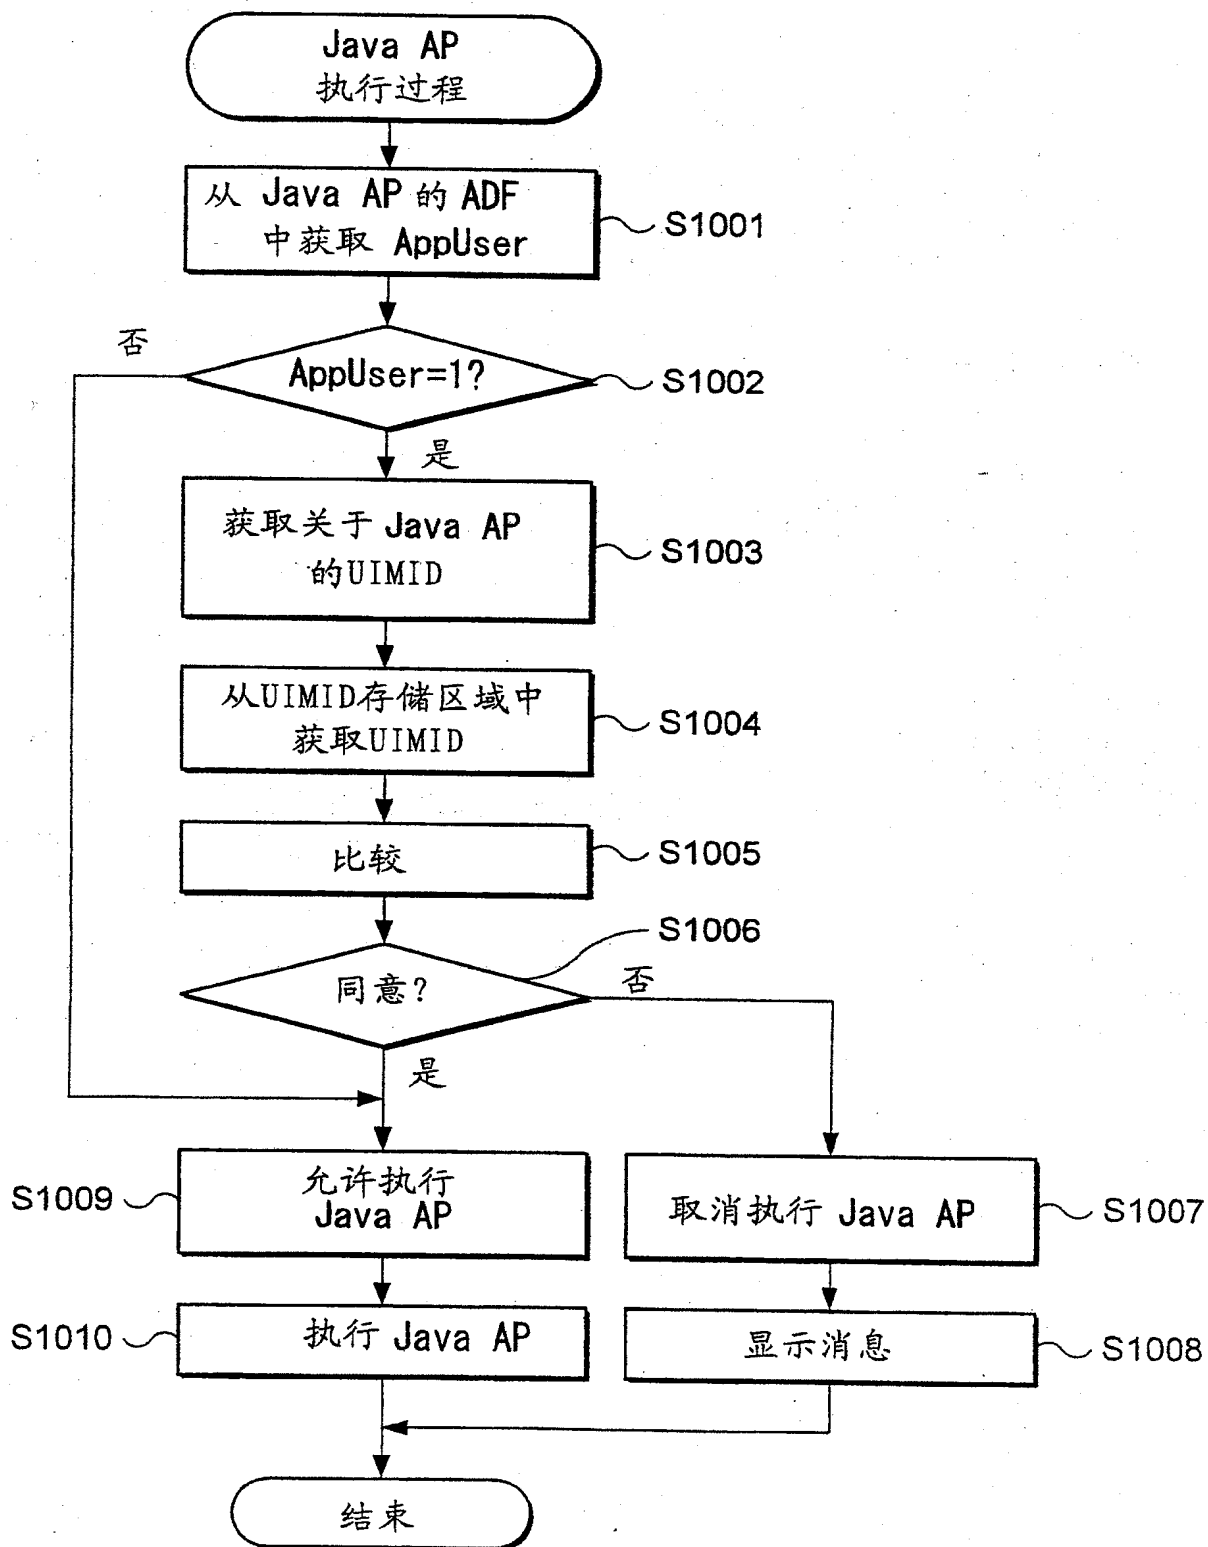 Java AP
执行过程
从 Java AP 的 ADF
中获取 AppUser
S1001
否
AppUser=1?
S1002
是
获取关于 Java AP
的UIMID
S1003
从UIMID存储区域中
获取UIMID
S1004
比较
S1005
S1006
同意?
否
是
允许执行
Java AP
S1009
取消执行 Java AP
S1007
S1010
执行 Java AP
显示消息
S1008
结束